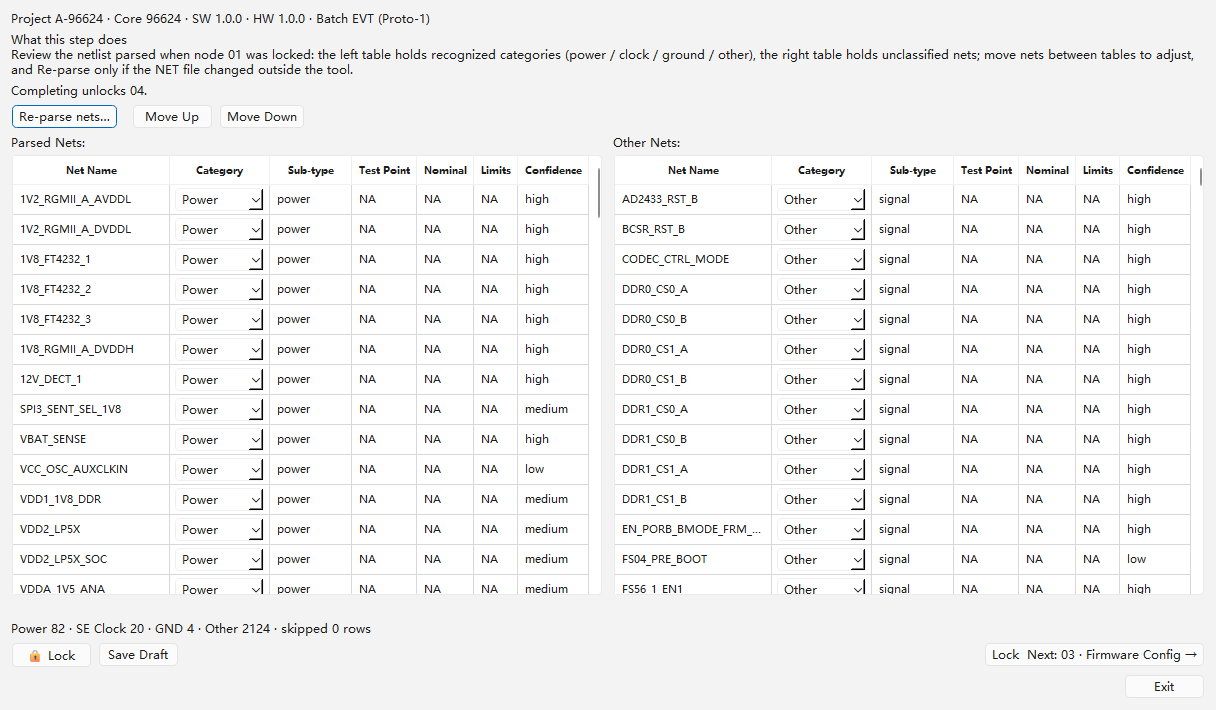 Project A-96624 · Core 96624 · SW 1.0.0 · HW 1.0.0 · Batch EVT (Proto-1)
What this step does
Review the netlist parsed when node 01 was locked: the left table holds recognized categories (power / clock / ground / other), the right table holds unclassified nets; move nets between tables to adjust,
and Re-parse only if the NET file changed outside the tool.
Completing unlocks 04.
Re-parse nets... Move Up Move Down
Parsed Nets:
Net Name Category Sub-type Test Point Nominal Limits Confidence
1V2_RGMII_A_AVDDL Power power NA NA NA high
1V2_RGMII_A_DVDDL Power power NA NA NA high
1V8_FT4232_1 Power power NA NA NA high
1V8_FT4232_2 Power power NA NA NA high
1V8_FT4232_3 Power power NA NA NA high
1V8_RGMII_A_DVDDH Power power NA NA NA high
12V_DECT_1 Power power NA NA NA high
SPI3_SENT_SEL_1V8 Power power NA NA NA medium
VBAT_SENSE Power power NA NA NA high
VCC_OSC_AUXCLKIN Power power NA NA NA low
VDD1_1V8_DDR Power power NA NA NA medium
VDD2_LP5X Power power NA NA NA medium
VDD2_LP5X_SOC Power power NA NA NA medium
VDDA_1V5_ANA Power power NA NA NA medium
Other Nets:
Net Name Category Sub-type Test Point Nominal Limits Confidence
AD2433_RST_B Other signal NA NA NA high
BCSR_RST_B Other signal NA NA NA high
CODEC_CTRL_MODE Other signal NA NA NA high
DDR0_CS0_A Other signal NA NA NA high
DDR0_CS0_B Other signal NA NA NA high
DDR0_CS1_A Other signal NA NA NA high
DDR0_CS1_B Other signal NA NA NA high
DDR1_CS0_A Other signal NA NA NA high
DDR1_CS0_B Other signal NA NA NA high
DDR1_CS1_A Other signal NA NA NA high
DDR1_CS1_B Other signal NA NA NA high
EN_PORB_BMODE_FRM_... Other signal NA NA NA high
FS04_PRE_BOOT Other signal NA NA NA low
FS56_1_EN1 Other signal NA NA NA high
Power 82 · SE Clock 20 · GND 4 · Other 2124 · skipped 0 rows
Lock Save Draft
Lock Next: 03 · Firmware Config →
Exit